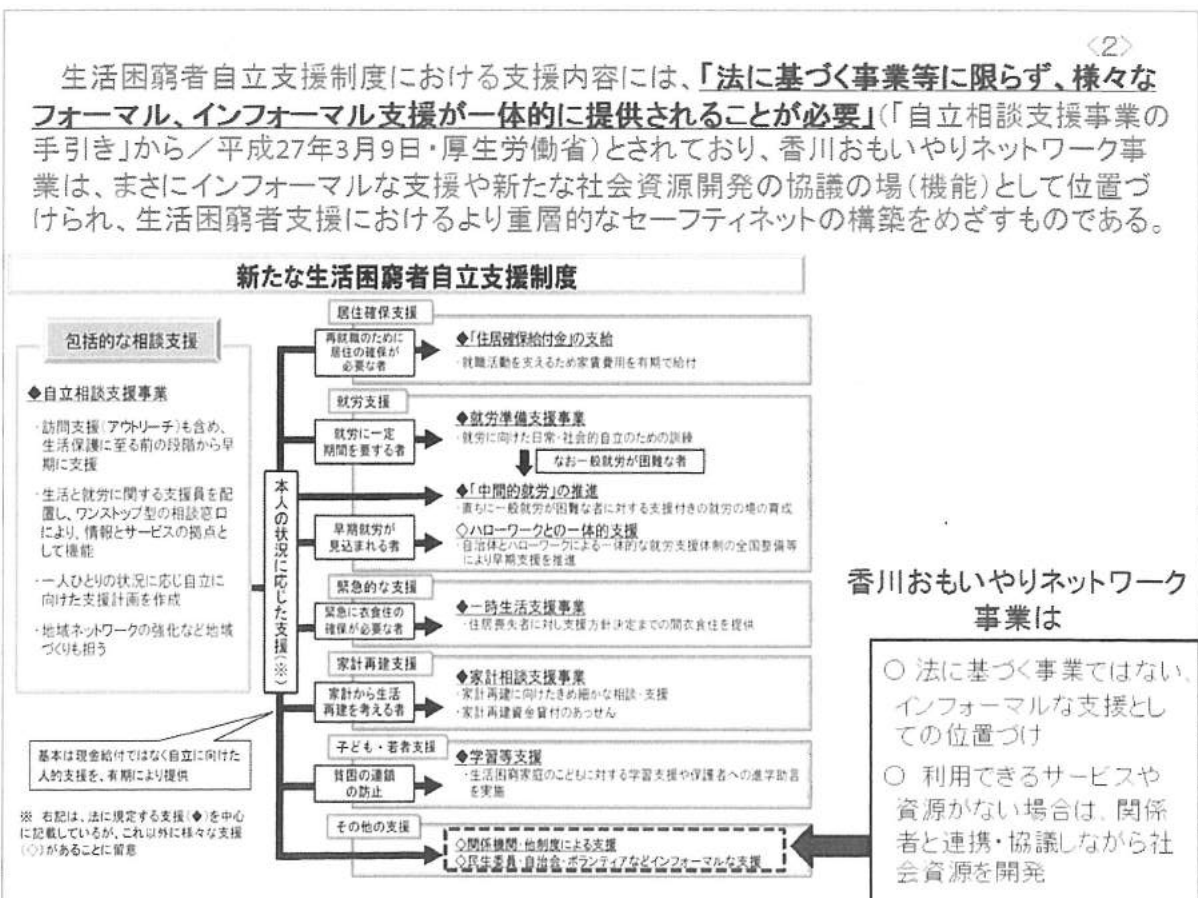 〈2〉
生活困窮者自立支援制度における支援内容には、「法に基づく事業等に限らず、様々な
フォーマル、インフォーマル支援が一体的に提供されることが必要」(「自立相談支援事業の
手引き」から／平成27年3月9日・厚生労働省)とされており、香川おもいやりネットワーク事
業は、まさにインフォーマルな支援や新たな社会資源開発の協議の場(機能)として位置づ
けられ、生活困窮者支援におけるより重層的なセーフティネットの構築をめざすものである。
新たな生活困窮者自立支援制度
包括的な相談支援
◆自立相談支援事業
・訪問支援(アウトリーチ)も含め、
生活保護に至る前の段階から早
期に支援
・生活と就労に関する支援員を配
置し、ワンストップ型の相談窓口
により、情報とサービスの拠点と
して機能
・一人ひとりの状況に応じ自立に
向けた支援計画を作成
・地域ネットワークの強化など地域
づくりも担う
基本は現金給付ではなく自立に向けた
人的支援を、有期により提供
※ 右記は、法に規定する支援(◆)を中心
に記載しているが、これ以外に様々な支援
(◇)があることに留意
本人の状況に応じた支援(※)
居住確保支援
再就職のために
居住の確保が
必要な者
◆「住居確保給付金」の支給
・就職活動を支えるため家賃費用を有期で給付
就労支援
就労に一定
期間を要する者
◆就労準備支援事業
・就労に向けた日常・社会的自立のための訓練
なお一般就労が困難な者
◆「中間的就労」の推進
・直ちに一般就労が困難な者に対する支援付きの就労の場の育成
早期就労が
見込まれる者
◇ハローワークとの一体的支援
・自治体とハローワークによる一体的な就労支援体制の全国整備等
により早期支援を推進
緊急的な支援
緊急に衣食住の
確保が必要な者
◆一時生活支援事業
・住居喪失者に対し支援方針決定までの間衣食住を提供
家計再建支援
家計から生活
再建を考える者
◆家計相談支援事業
・家計再建に向けたきめ細かな相談・支援
・家計再建資金貸付のあっせん
子ども・若者支援
貧困の連鎖
の防止
◆学習等支援
・生活困窮家庭のこどもに対する学習支援や保護者への進学助言
を実施
その他の支援
◇関係機関・他制度による支援
◇民生委員・自治会・ボランティアなどインフォーマルな支援
香川おもいやりネットワーク
事業は
○ 法に基づく事業ではない、
インフォーマルな支援とし
ての位置づけ
○ 利用できるサービスや
資源がない場合は、関係
者と連携・協議しながら社
会資源を開発